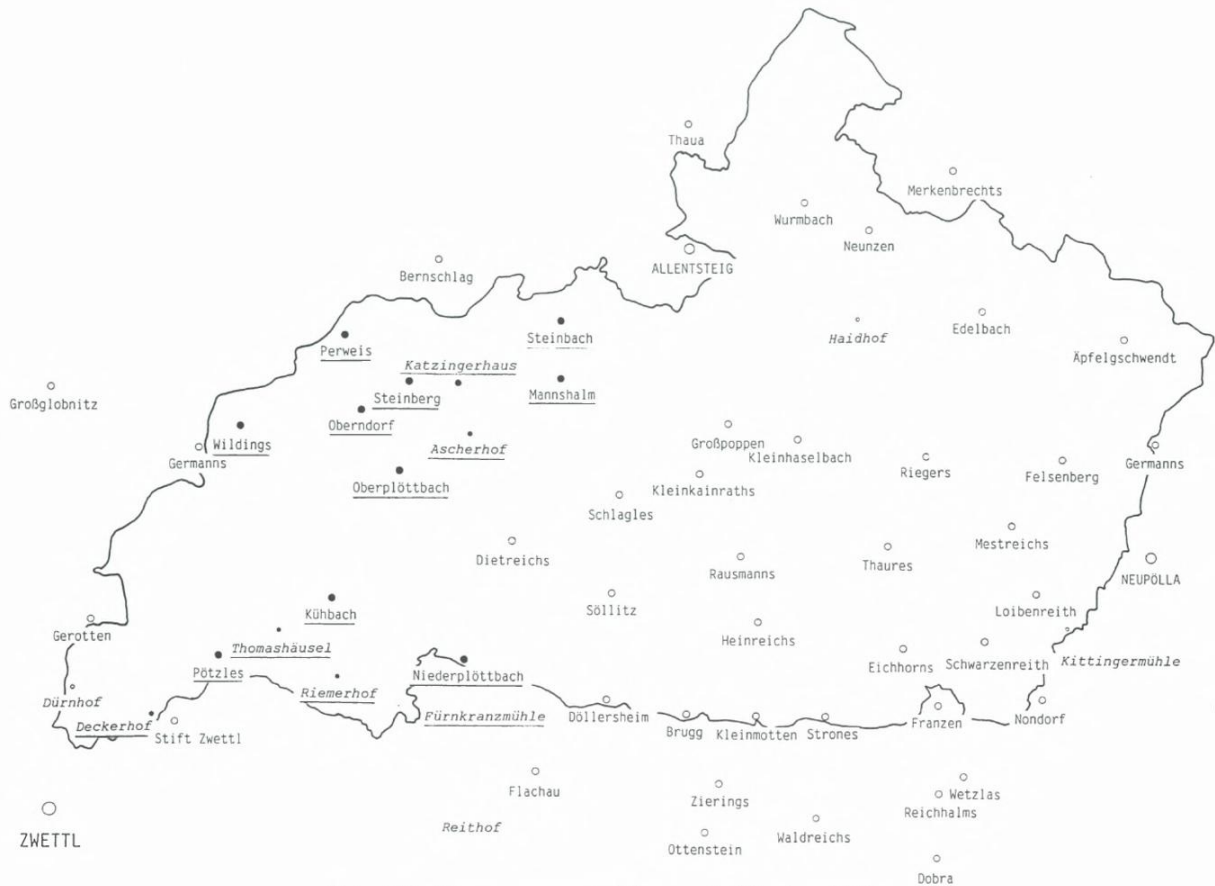 Thaua
Merkenbrechts
Wurmbach
Neunzen
ALLENTSTEIG
Bernschlag
Steinbach
Haidhof
Edelbach
Perweis
Äpfelgschwendt
Katzingerhaus
Steinberg
Mannshalm
Großglobnitz
Oberndorf
Wildings
Ascherhof
Großpoppen
Kleinhaselbach
Germanns
Germanns
Riegers
Felsenberg
Oberplöttbach
Kleinkainraths
Schlagles
Mestreichs
Dietreichs
Rausmanns
Thaures
NEUPÖLLA
Söllitz
Loibenreith
Kühbach
Gerotten
Heinreichs
Thomashäusel
Eichhorns
Schwarzenreith
Kittingermühle
Pötzles
Niederplöttbach
Riemerhof
Dürnhof
Fürnkranzmühle
Döllersheim
Franzen
Nondorf
Deckerhof
Stift Zwettl
Brugg
Kleinmotten
Strones
Flachau
Zierings
Wetzlas
Reichhalms
Reithof
Waldreichs
ZWETTL
Ottenstein
Dobra